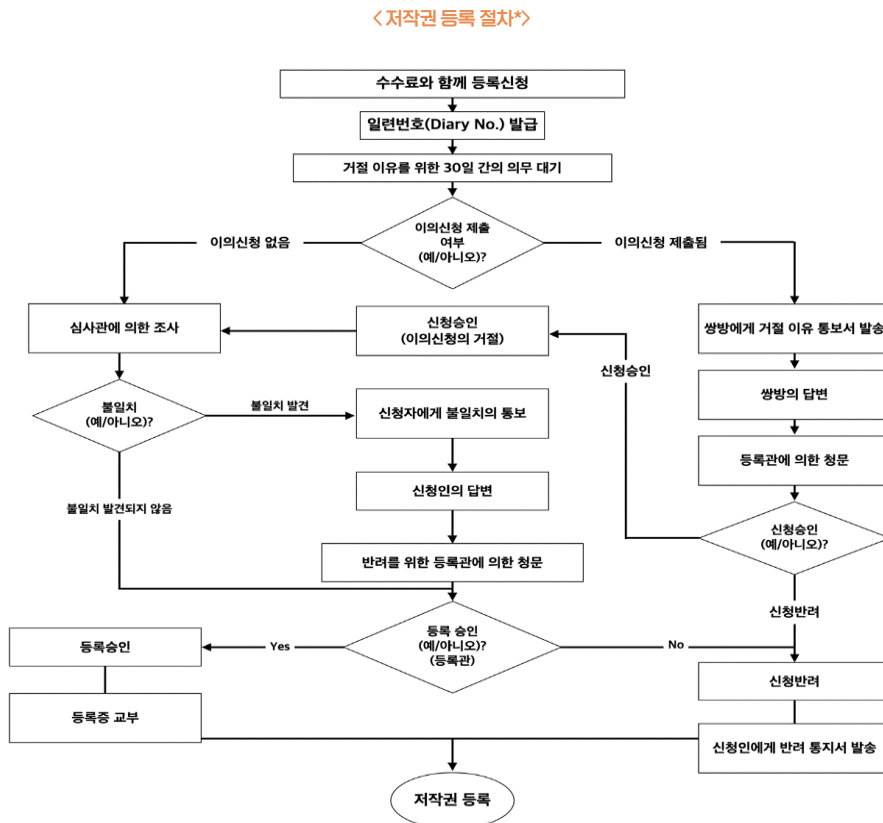 <저작권 등록 절차*>
수수료와 함께 등록신청
일련번호(Diary No.) 발급
거절 이유를 위한 30일 간의 의무 대기
이의신청 제출
여부
(예/아니오)?
이의신청 없음
이의신청 제출됨
심사관에 의한 조사
신청승인
(이의신청의 거절)
쌍방에게 거절 이유 통보서 발송
신청승인
불일치
(예/아니오)?
불일치 발견
신청자에게 불일치의 통보
쌍방의 답변
등록관에 의한 청문
신청인의 답변
불일치 발견되지 않음
신청승인
(예/아니오)?
반려를 위한 등록관에 의한 청문
신청반려
등록 승인
(예/아니오)?
(등록관)
Yes
No
등록승인
신청반려
등록증 교부
신청인에게 반려 통지서 발송
저작권 등록